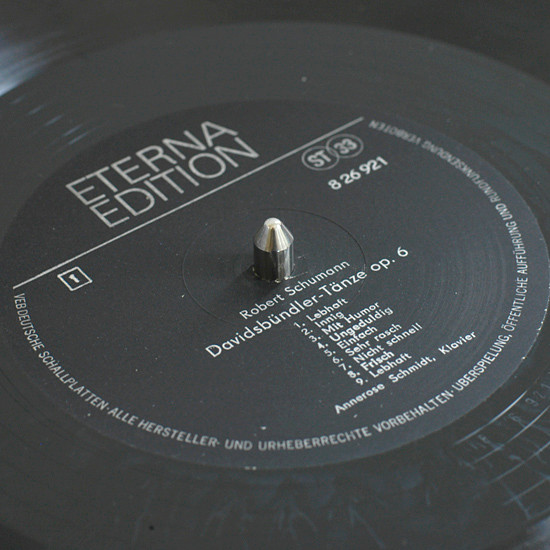 ETERNA
EDITION
ST 33
8 26 921
1
Robert Schumann
Davidsbündler-Tänze op. 6
1. Lebhaft
2. Innig
3. Mit Humor
4. Ungeduldig
5. Einfach
6. Sehr rasch
7. Nicht schnell
8. Frisch
9. Lebhaft
Annerose Schmidt, Klavier
VEB DEUTSCHE SCHALLPLATTEN · ALLE HERSTELLER- UND URHEBERRECHTE VORBEHALTEN · ÜBERSPIELUNG, ÖFFENTLICHE AUFFÜHRUNG UND RUNDFUNKSENDUNG VERBOTEN